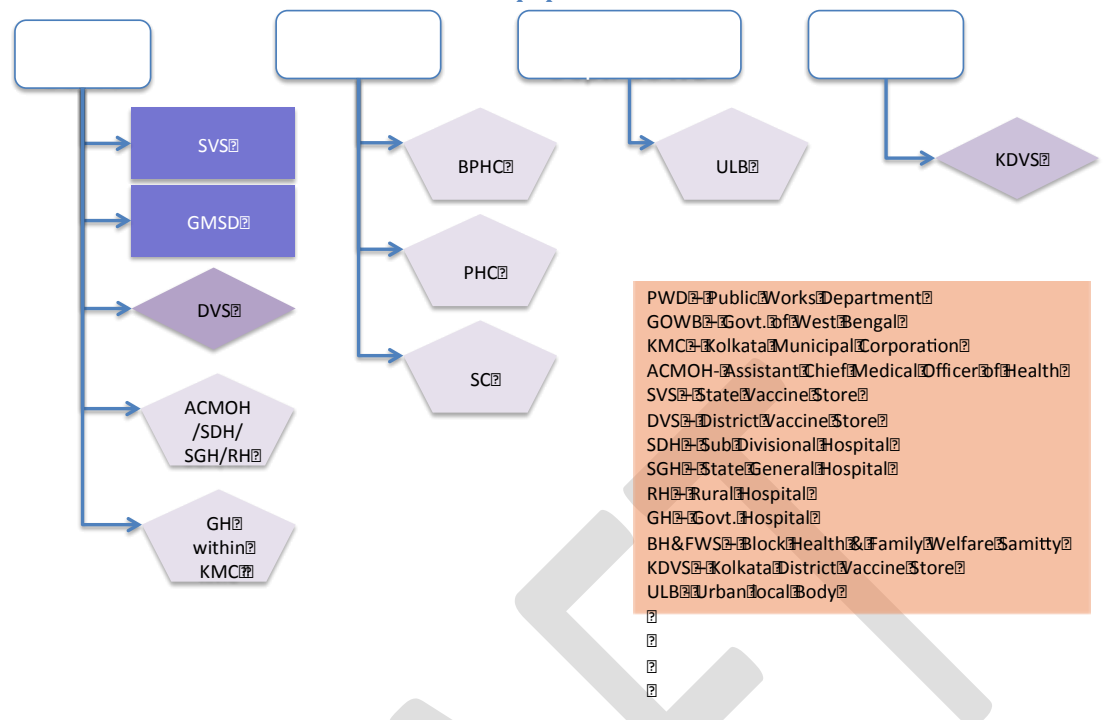 SVS
GMSD
DVS
ACMOH
/SDH/
SGH/RH
GH
within
KMC
BPHC
PHC
SC
ULB
KDVS
PWD – Public Works Department
GOWB – Govt. of West Bengal
KMC – Kolkata Municipal Corporation
ACMOH- Assistant Chief Medical Officer of Health
SVS – State Vaccine Store
DVS – District Vaccine Store
SDH – Sub Divisional Hospital
SGH – State General Hospital
RH – Rural Hospital
GH – Govt. Hospital
BH&FWS – Block Health & Family Welfare Samitty
KDVS – Kolkata District Vaccine Store
ULB Urban local Body